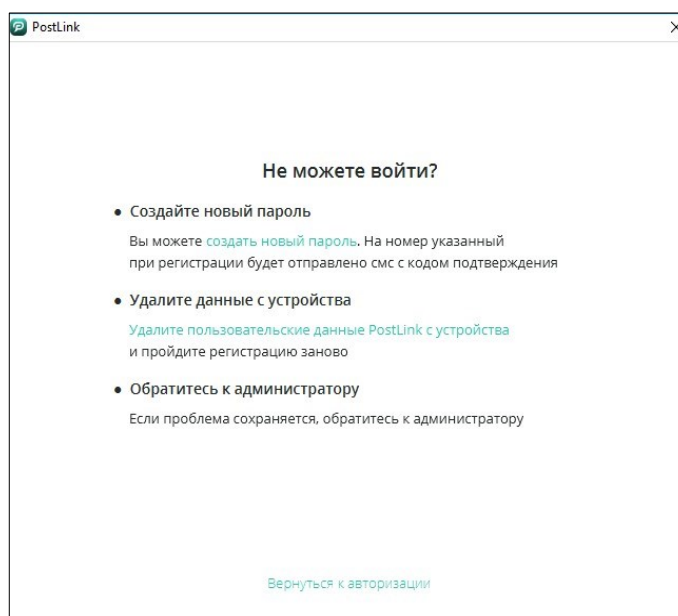 PostLink
Не можете войти?
● Создайте новый пароль
Вы можете создать новый пароль. На номер указанный
при регистрации будет отправлено смс с кодом подтверждения
● Удалите данные с устройства
Удалите пользовательские данные PostLink с устройства
и пройдите регистрацию заново
● Обратитесь к администратору
Если проблема сохраняется, обратитесь к администратору
Вернуться к авторизации